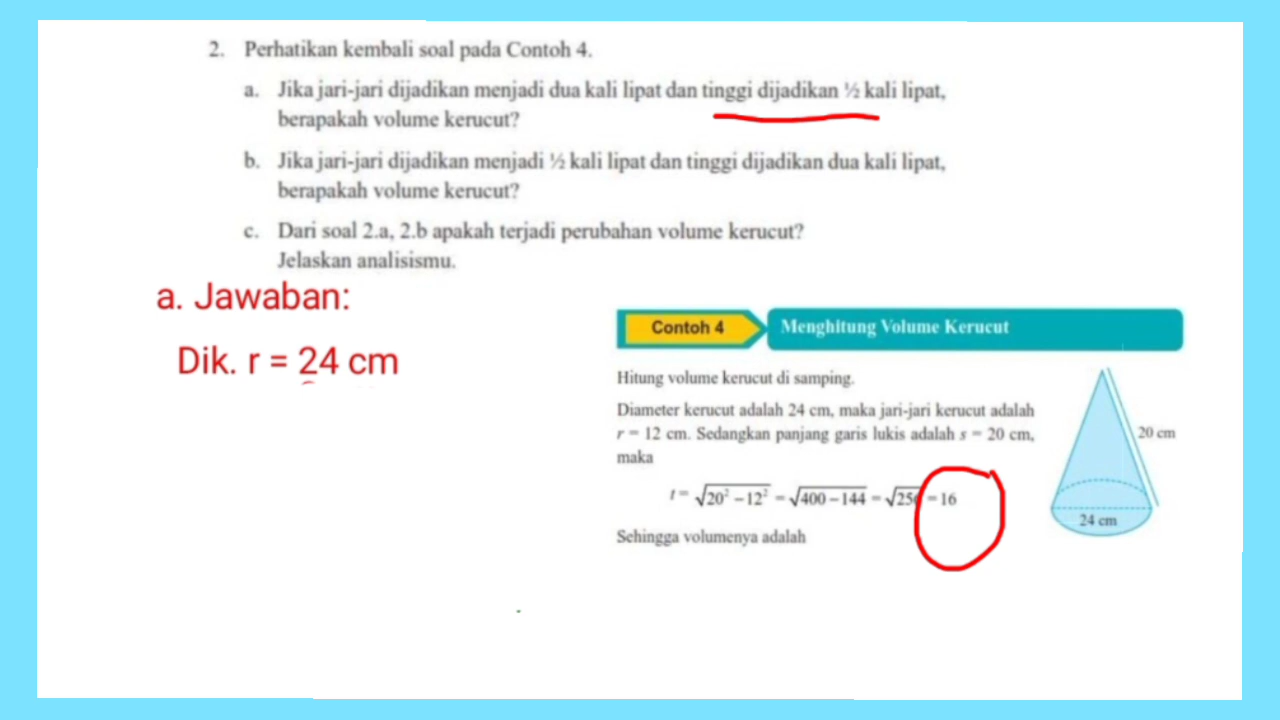 2. Perhatikan kembali soal pada Contoh 4.
a. Jika jari-jari dijadikan menjadi dua kali lipat dan tinggi dijadikan ½ kali lipat,
berapakah volume kerucut?
b. Jika jari-jari dijadikan menjadi ½ kali lipat dan tinggi dijadikan dua kali lipat,
berapakah volume kerucut?
c. Dari soal 2.a, 2.b apakah terjadi perubahan volume kerucut?
Jelaskan analisismu.
a. Jawaban:
Dik. r = 24 cm
Contoh 4 Menghitung Volume Kerucut
Hitung volume kerucut di samping.
Diameter kerucut adalah 24 cm, maka jari-jari kerucut adalah
r = 12 cm. Sedangkan panjang garis lukis adalah s = 20 cm,
maka
t = √20² – 12² = √400 – 144 = √256 = 16
Sehingga volumenya adalah
20 cm
24 cm